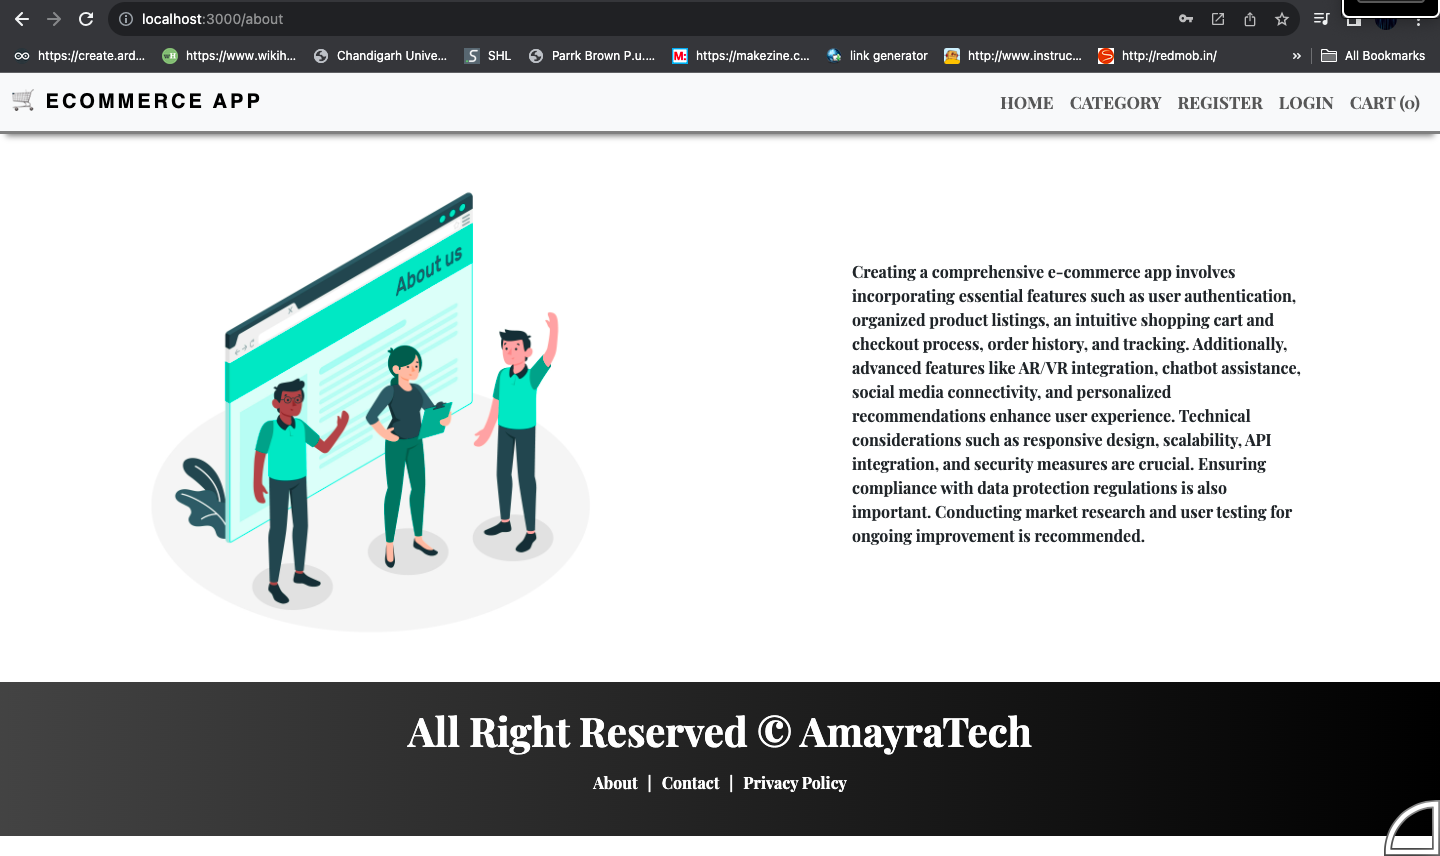 localhost:3000/about
https://create.ard... https://www.wikih... Chandigarh Unive... S SHL Parrk Brown P.u.... M: https://makezine.c... link generator http://www.instruc... http://redmob.in/ » All Bookmarks
🛒 ECOMMERCE APP HOME CATEGORY REGISTER LOGIN CART (0)
About us
Creating a comprehensive e-commerce app involves
incorporating essential features such as user authentication,
organized product listings, an intuitive shopping cart and
checkout process, order history, and tracking. Additionally,
advanced features like AR/VR integration, chatbot assistance,
social media connectivity, and personalized
recommendations enhance user experience. Technical
considerations such as responsive design, scalability, API
integration, and security measures are crucial. Ensuring
compliance with data protection regulations is also
important. Conducting market research and user testing for
ongoing improvement is recommended.
All Right Reserved © AmayraTech
About | Contact | Privacy Policy